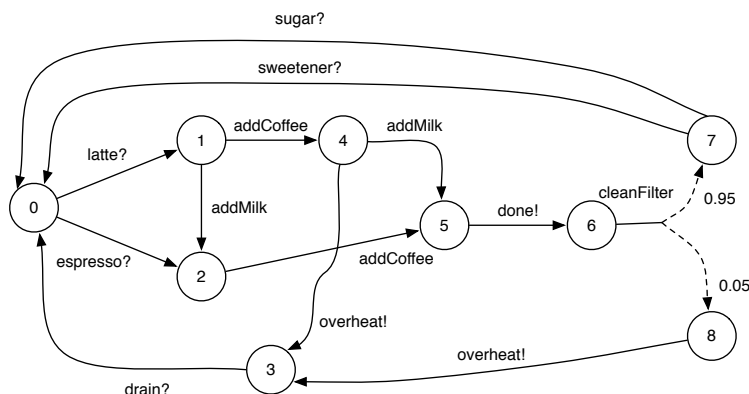 sugar?
sweetener?
1
addCoffee
4
addMilk
7
latte?
cleanFilter
0.95
0
addMilk
5
done!
6
espresso?
2
addCoffee
0.05
overheat!
8
3
overheat!
drain?